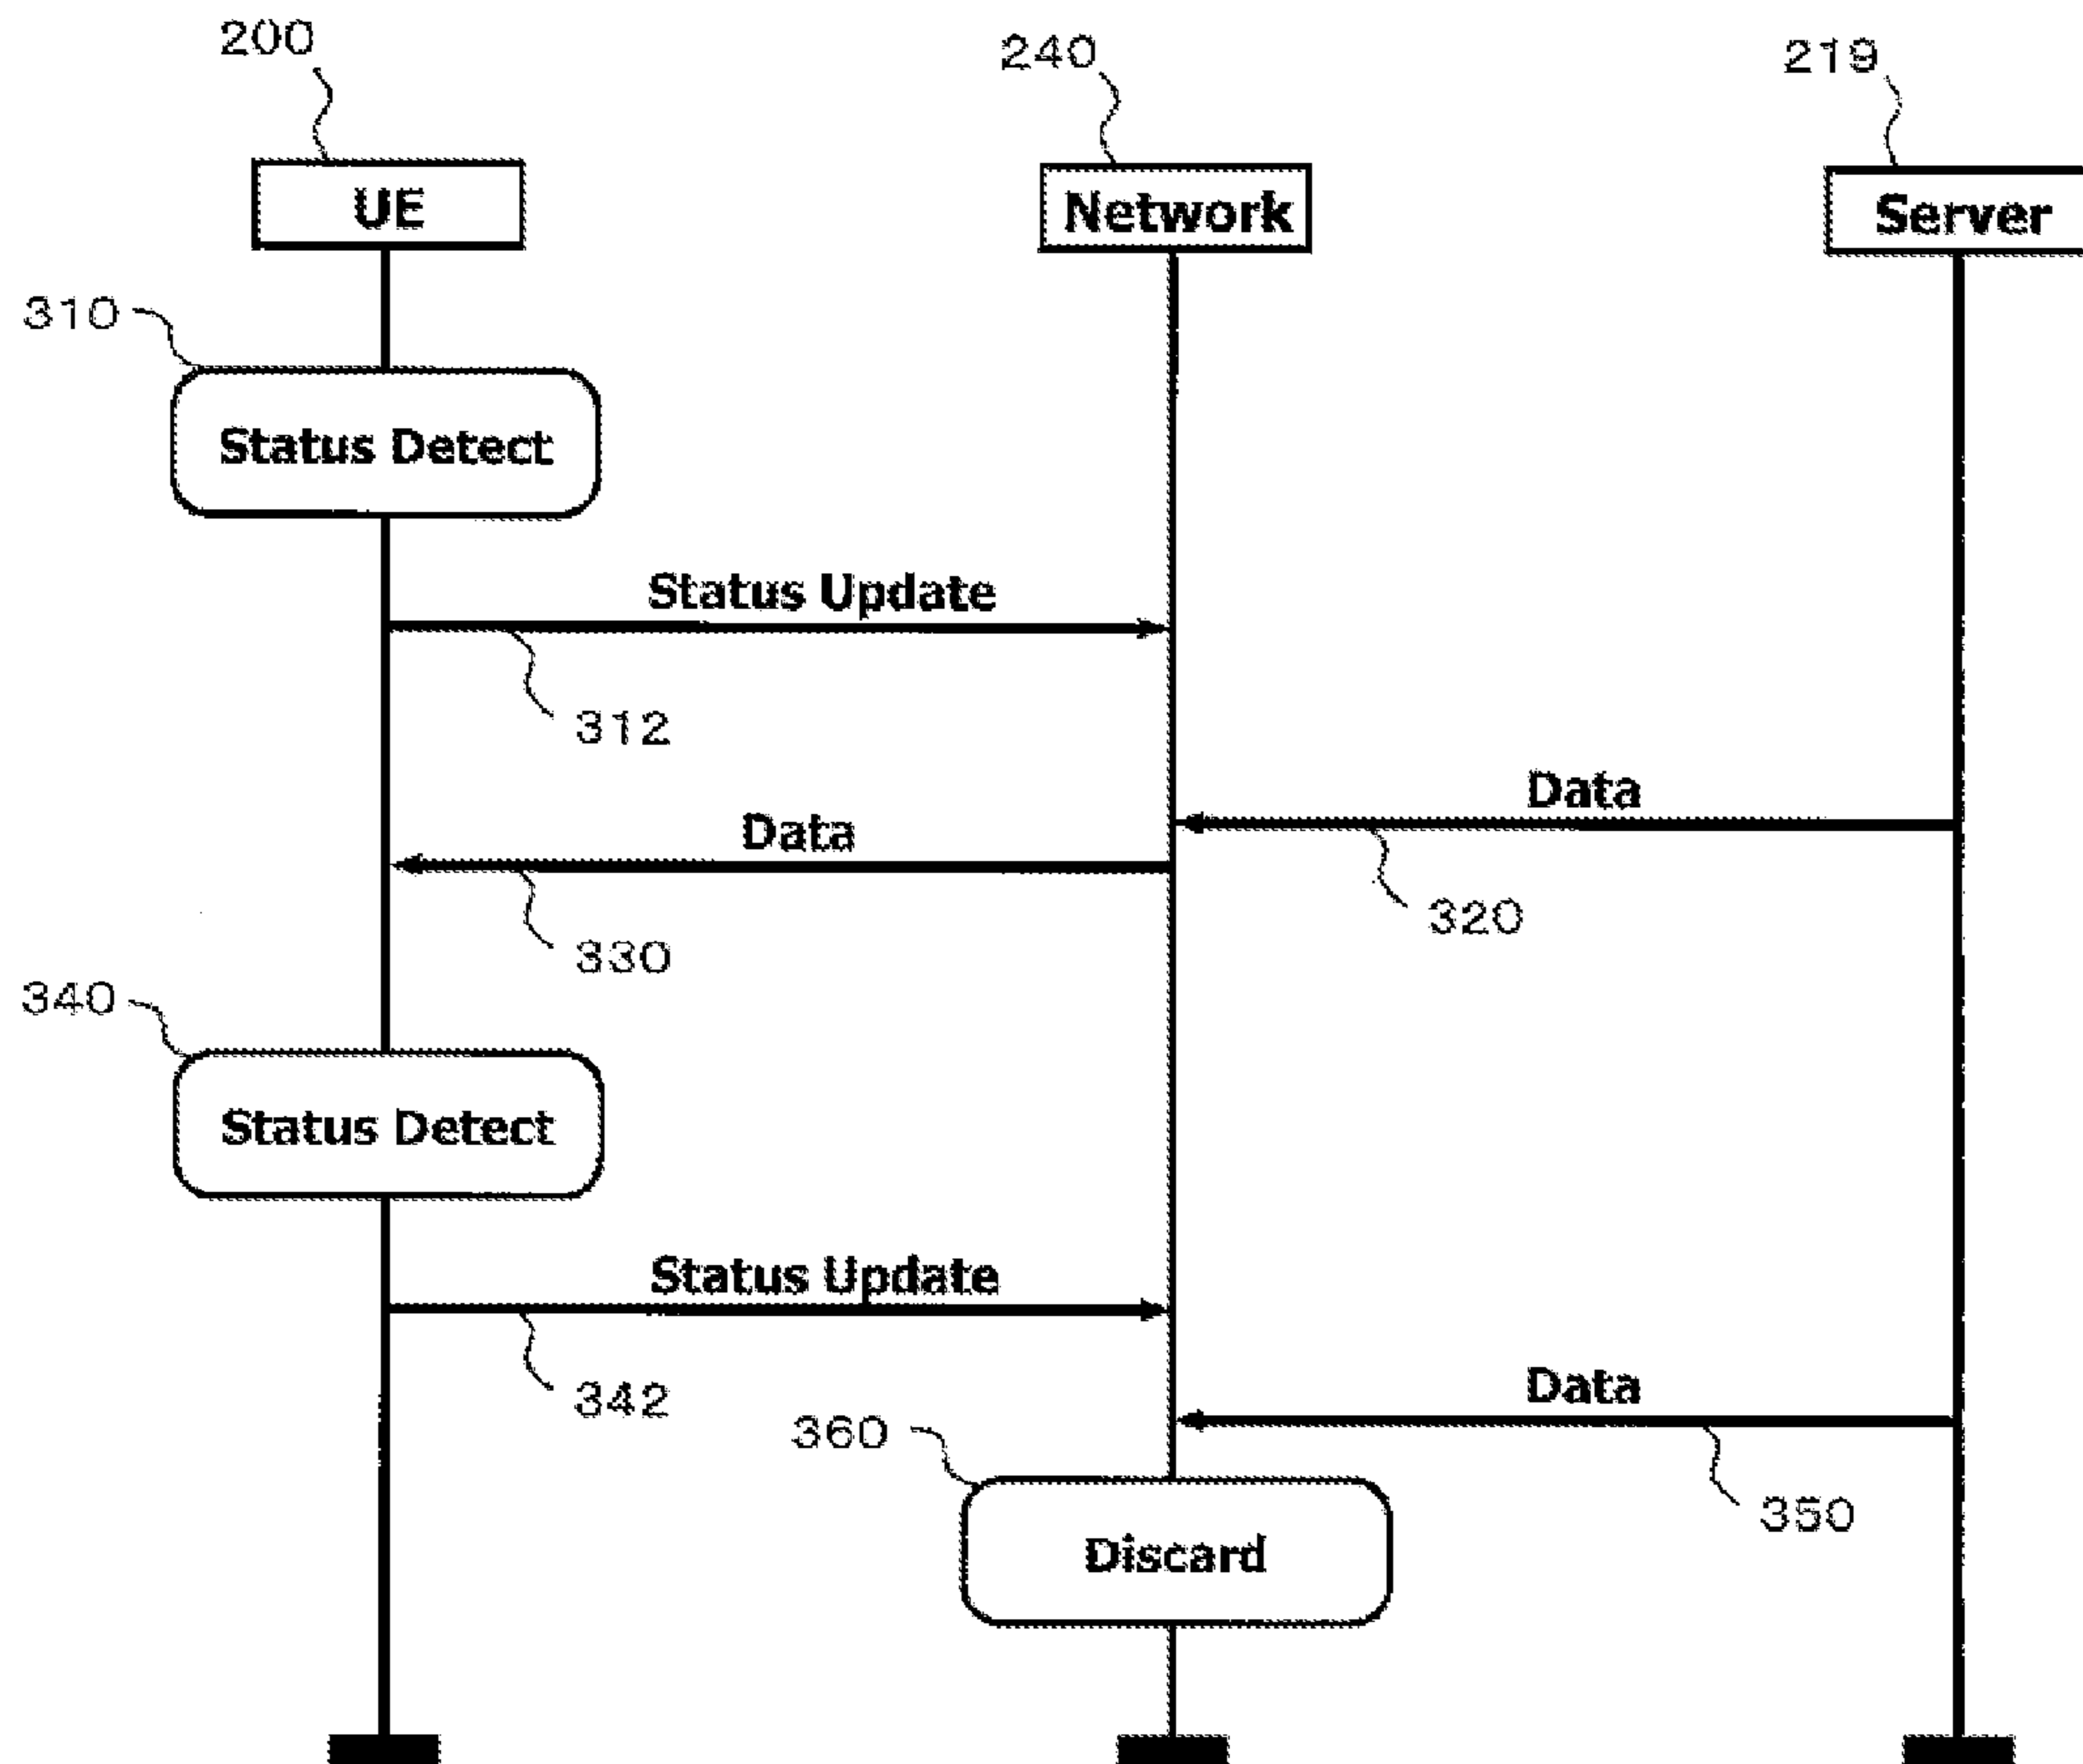 200
240
219
UE
Network
Server
310
Status Detect
Status Update
312
Data
320
Data
330
340
Status Detect
Status Update
342
Data
350
360
Discard